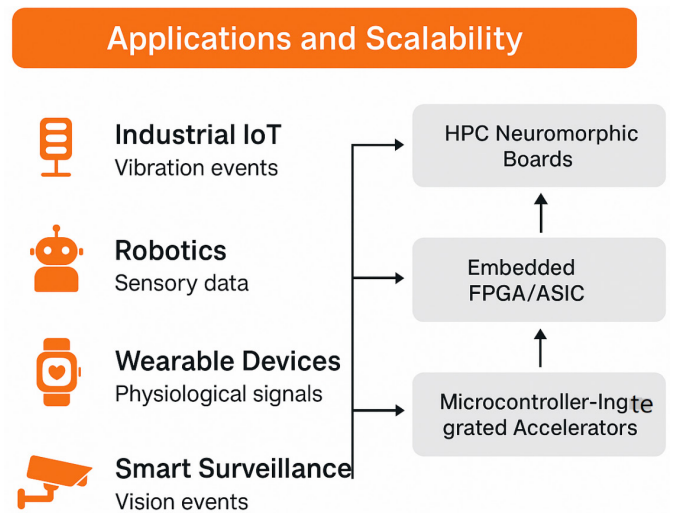 Applications and Scalability
Industrial IoT
Vibration events
Robotics
Sensory data
Wearable Devices
Physiological signals
Smart Surveillance
Vision events
HPC Neuromorphic
Boards
Embedded
FPGA/ASIC
Microcontroller-Ingte
grated Accelerators